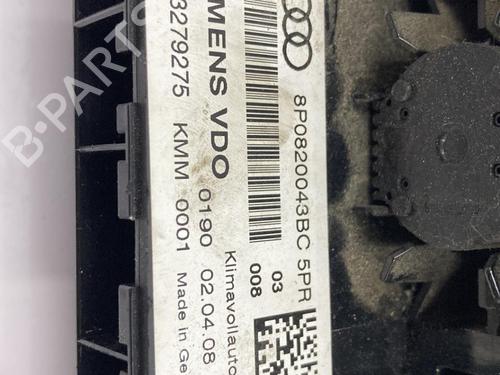 8P0820043BC 5PR
03
008
Klimavollauto
MENS VDO 0190 02.04.08
3279275 KMM 0001 Made in Ge
B-PARTS